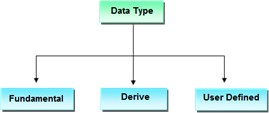 Data Type
Fundamental
Derive
User Defined